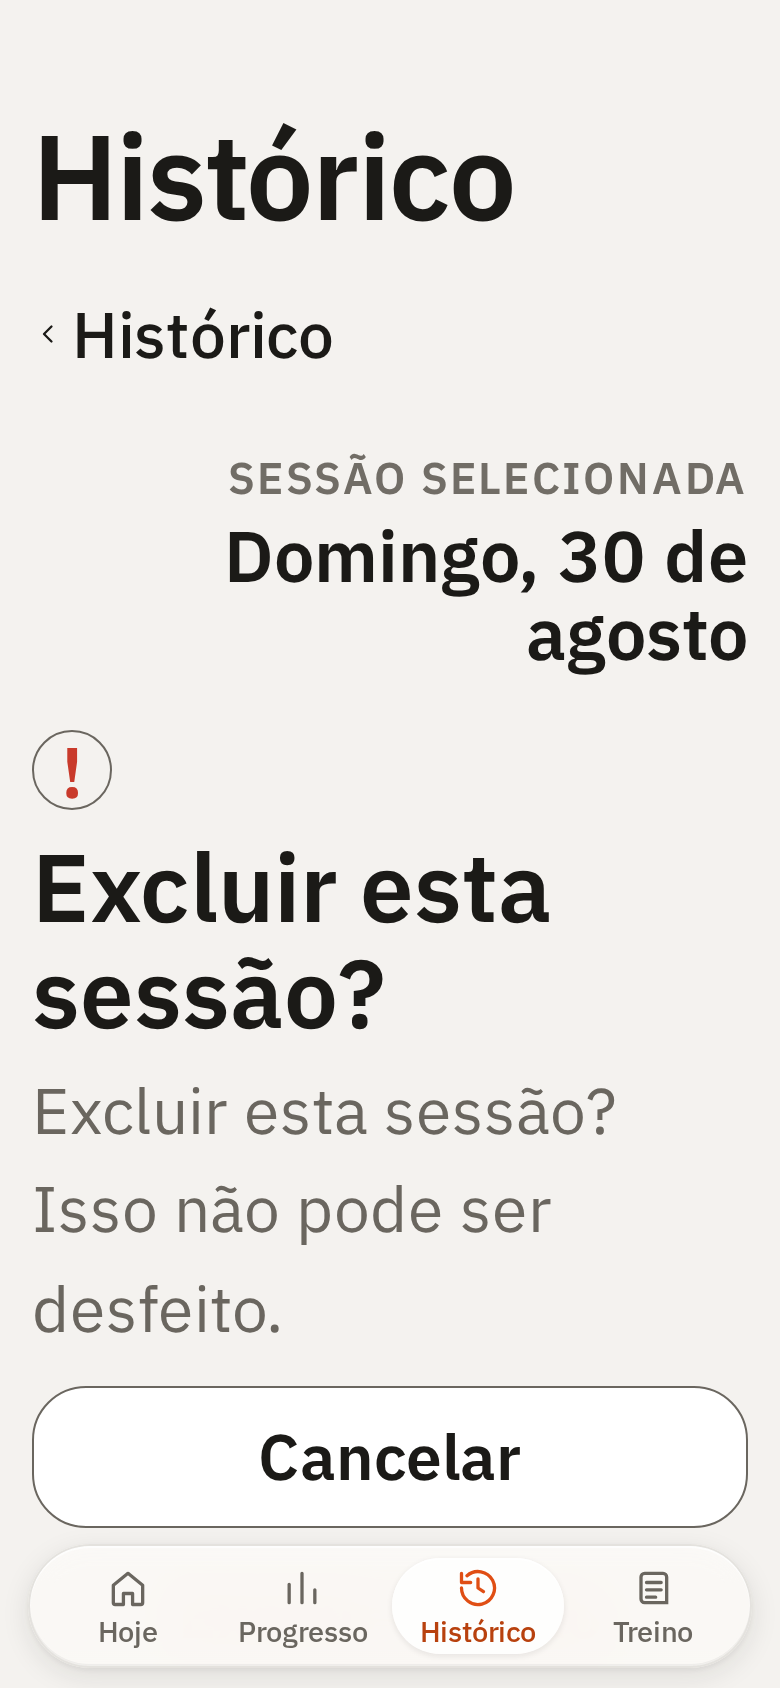 Histórico
Histórico
SESSÃO SELECIONADA
Domingo, 30 de
agosto
!
Excluir esta
sessão?
Excluir esta sessão?
Isso não pode ser
desfeito.
Cancelar
Hoje
Progresso
Histórico
Treino